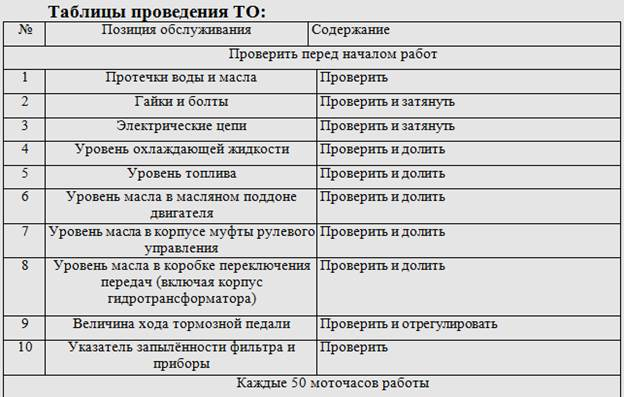 Таблицы проведения ТО:
№ Позиция обслуживания Содержание
Проверить перед началом работ
1 Протечки воды и масла Проверить
2 Гайки и болты Проверить и затянуть
3 Электрические цепи Проверить и затянуть
4 Уровень охлаждающей жидкости Проверить и долить
5 Уровень топлива Проверить и долить
6 Уровень масла в масляном поддоне Проверить и долить
двигателя
7 Уровень масла в корпусе муфты рулевого Проверить и долить
управления
8 Уровень масла в коробке переключения Проверить и долить
передач (включая корпус
гидротрансформатора)
9 Величина хода тормозной педали Проверить и отрегулировать
10 Указатель запылённости фильтра и Проверить
приборы
Каждые 50 моточасов работы